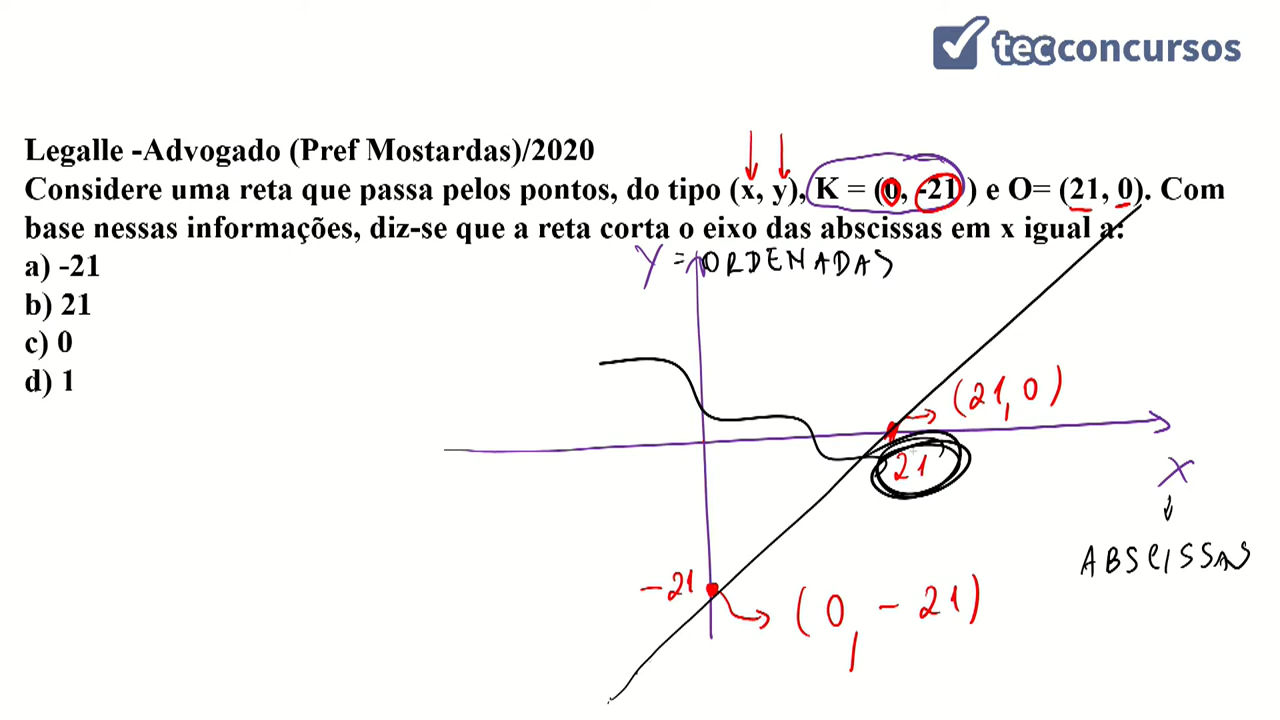 tecconcursos
Legalle -Advogado (Pref Mostardas)/2020
Considere uma reta que passa pelos pontos, do tipo (x, y), K = (0, -21) e O= (21, 0). Com
base nessas informações, diz-se que a reta corta o eixo das abscissas em x igual a:
a) -21
b) 21
c) 0
d) 1
Y = ORDENADAS
(21, 0)
21
X
ABSCISSAS
-21
(0, -21)